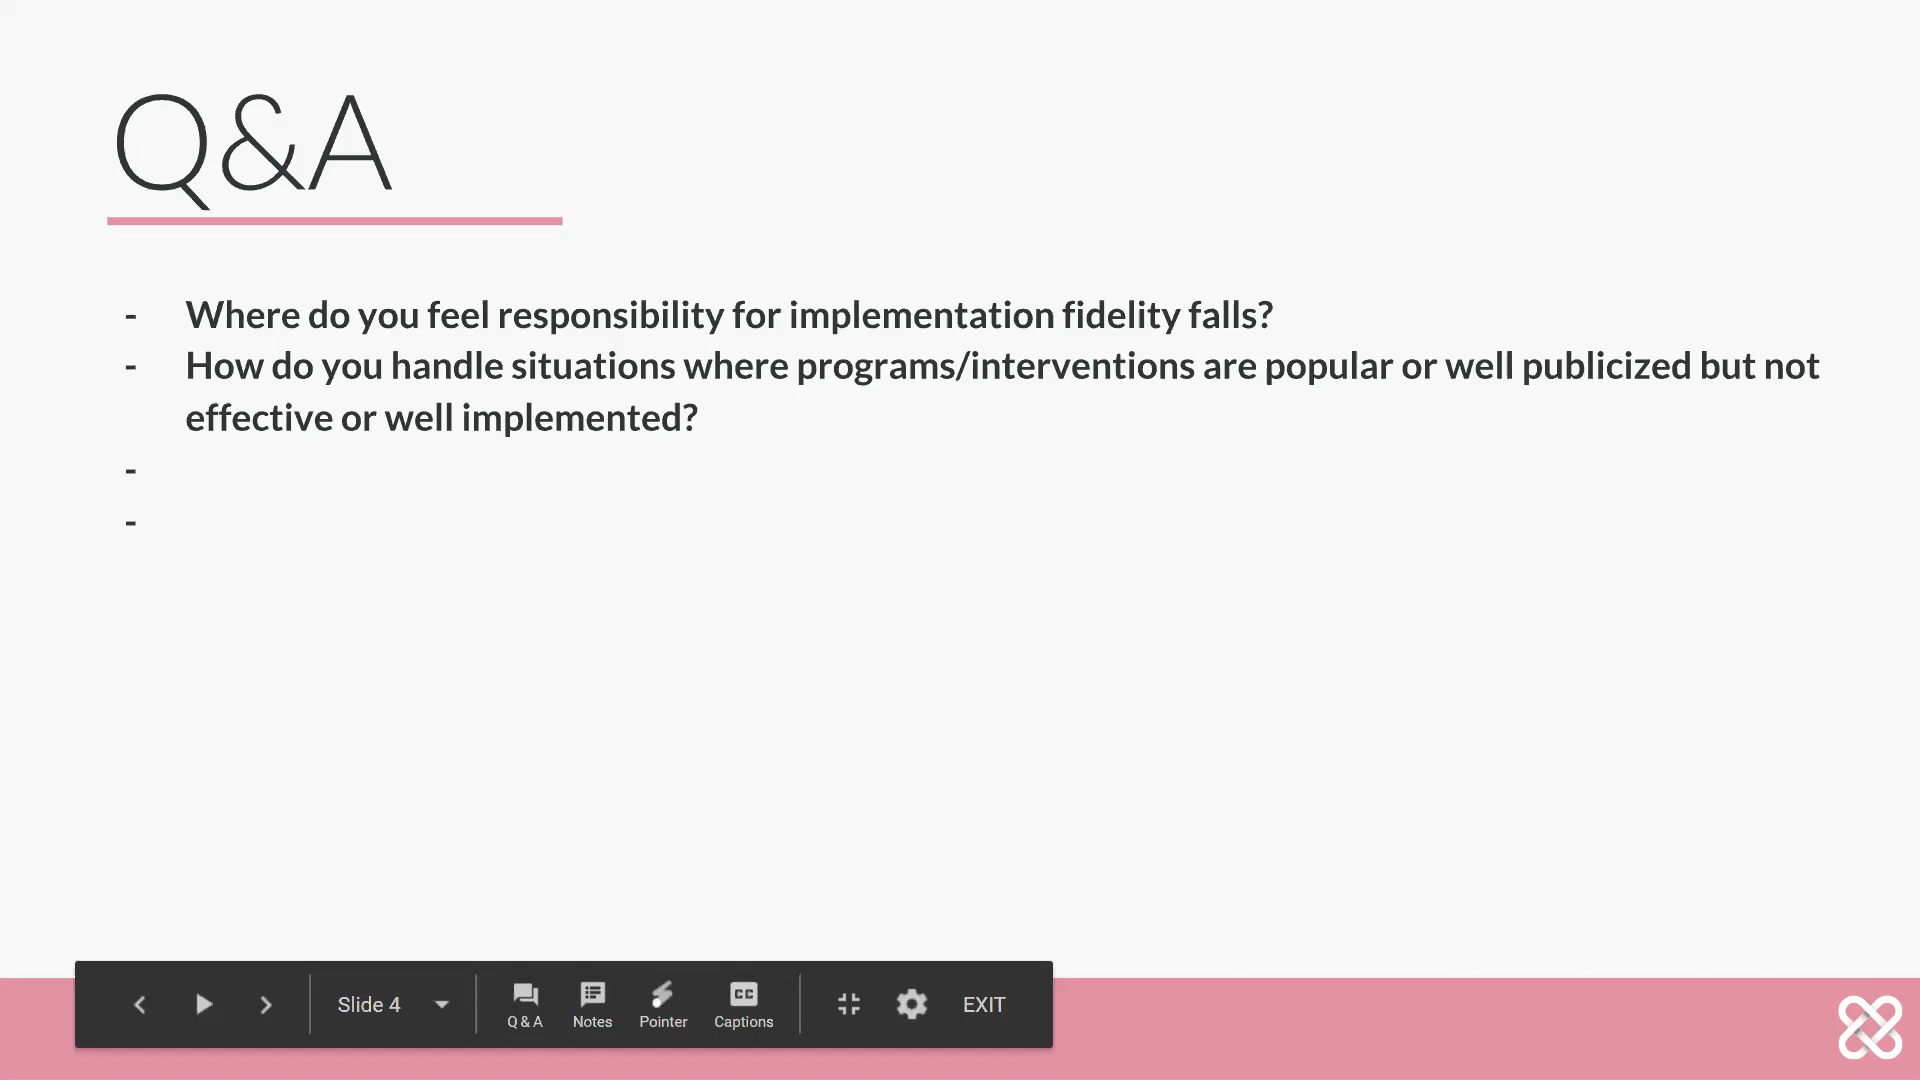 Q&A
- Where do you feel responsibility for implementation fidelity falls?
- How do you handle situations where programs/interventions are popular or well publicized but not
effective or well implemented?
-
-
Slide 4
Q & A Notes Pointer Captions
EXIT